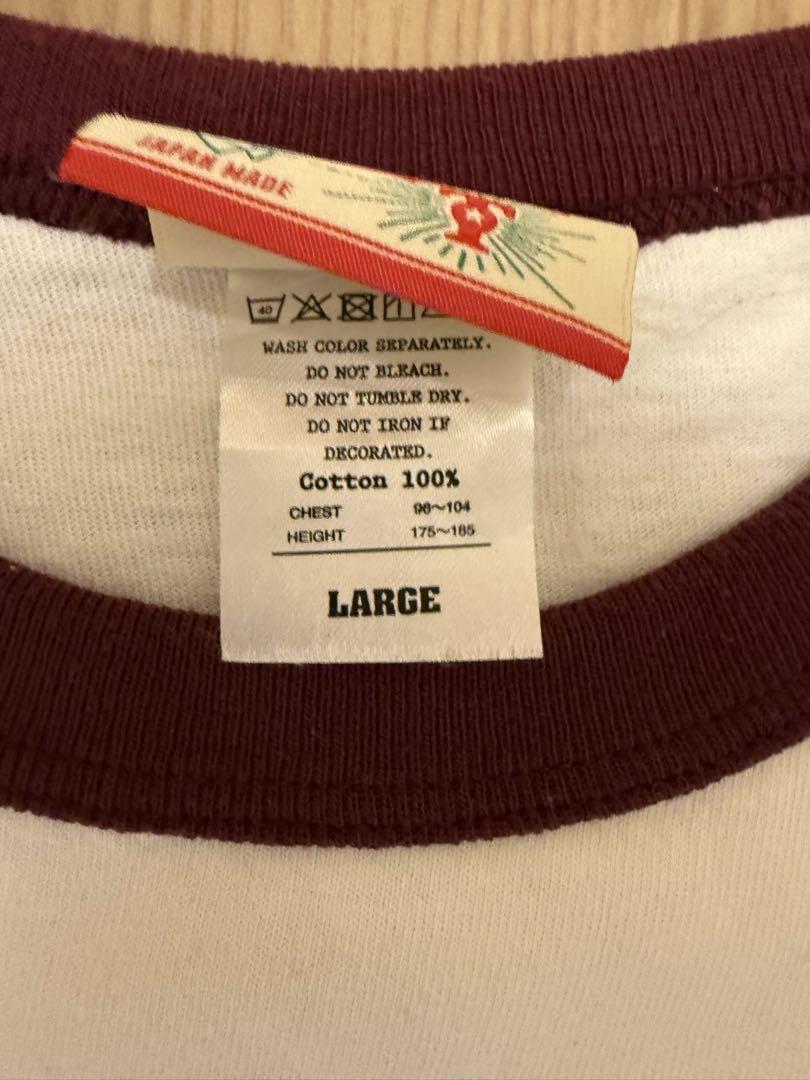 JAPAN MADE
40
WASH COLOR SEPARATELY.
DO NOT BLEACH.
DO NOT TUMBLE DRY.
DO NOT IRON IF
DECORATED.
Cotton 100%
CHEST 96~104
HEIGHT 175~185
LARGE